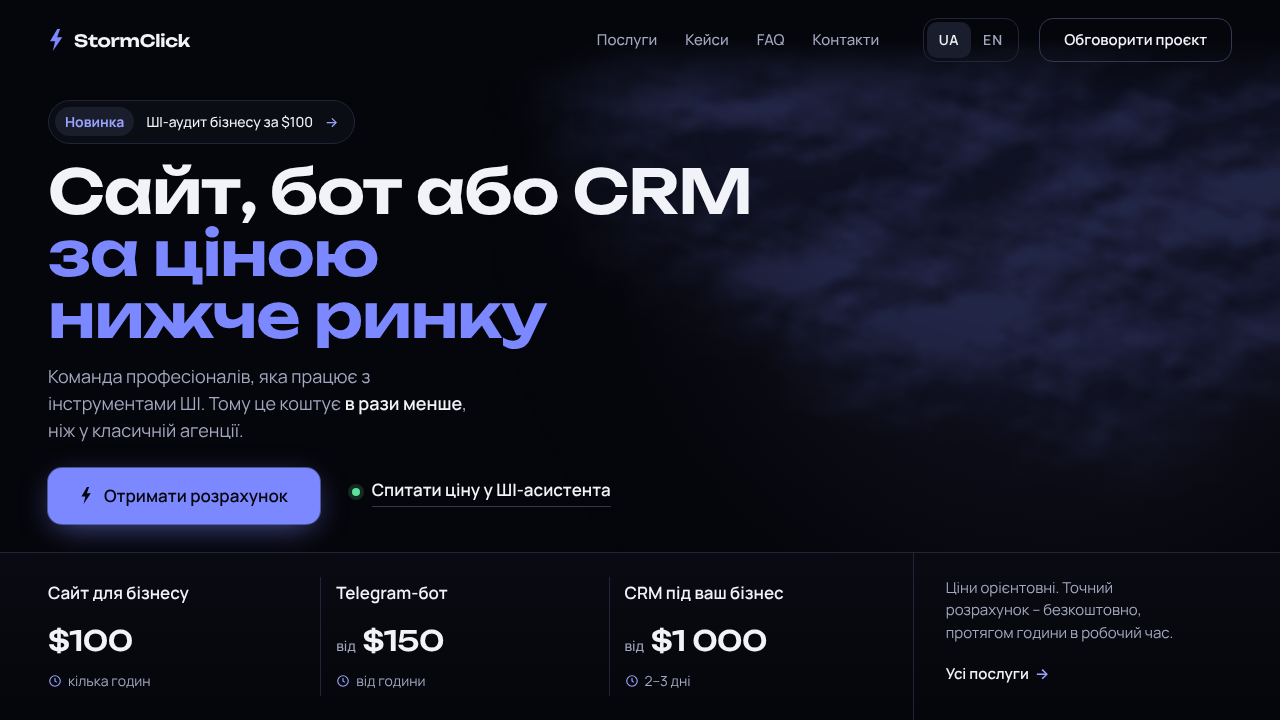 StormClick
Послуги
Кейси
FAQ
Контакти
UA
EN
Обговорити проєкт
Новинка
ШІ-аудит бізнесу за $100 →
Сайт, бот або CRM
за ціною
нижче ринку
Команда професіоналів, яка працює з
інструментами ШІ. Тому це коштує в рази менше,
ніж у класичній агенції.
Отримати розрахунок
Спитати ціну у ШІ-асистента
Сайт для бізнесу
$100
кілька годин
Telegram-бот
від $150
від години
CRM під ваш бізнес
від $1 000
2–3 дні
Ціни орієнтовні. Точний
розрахунок – безкоштовно,
протягом години в робочий час.
Усі послуги →